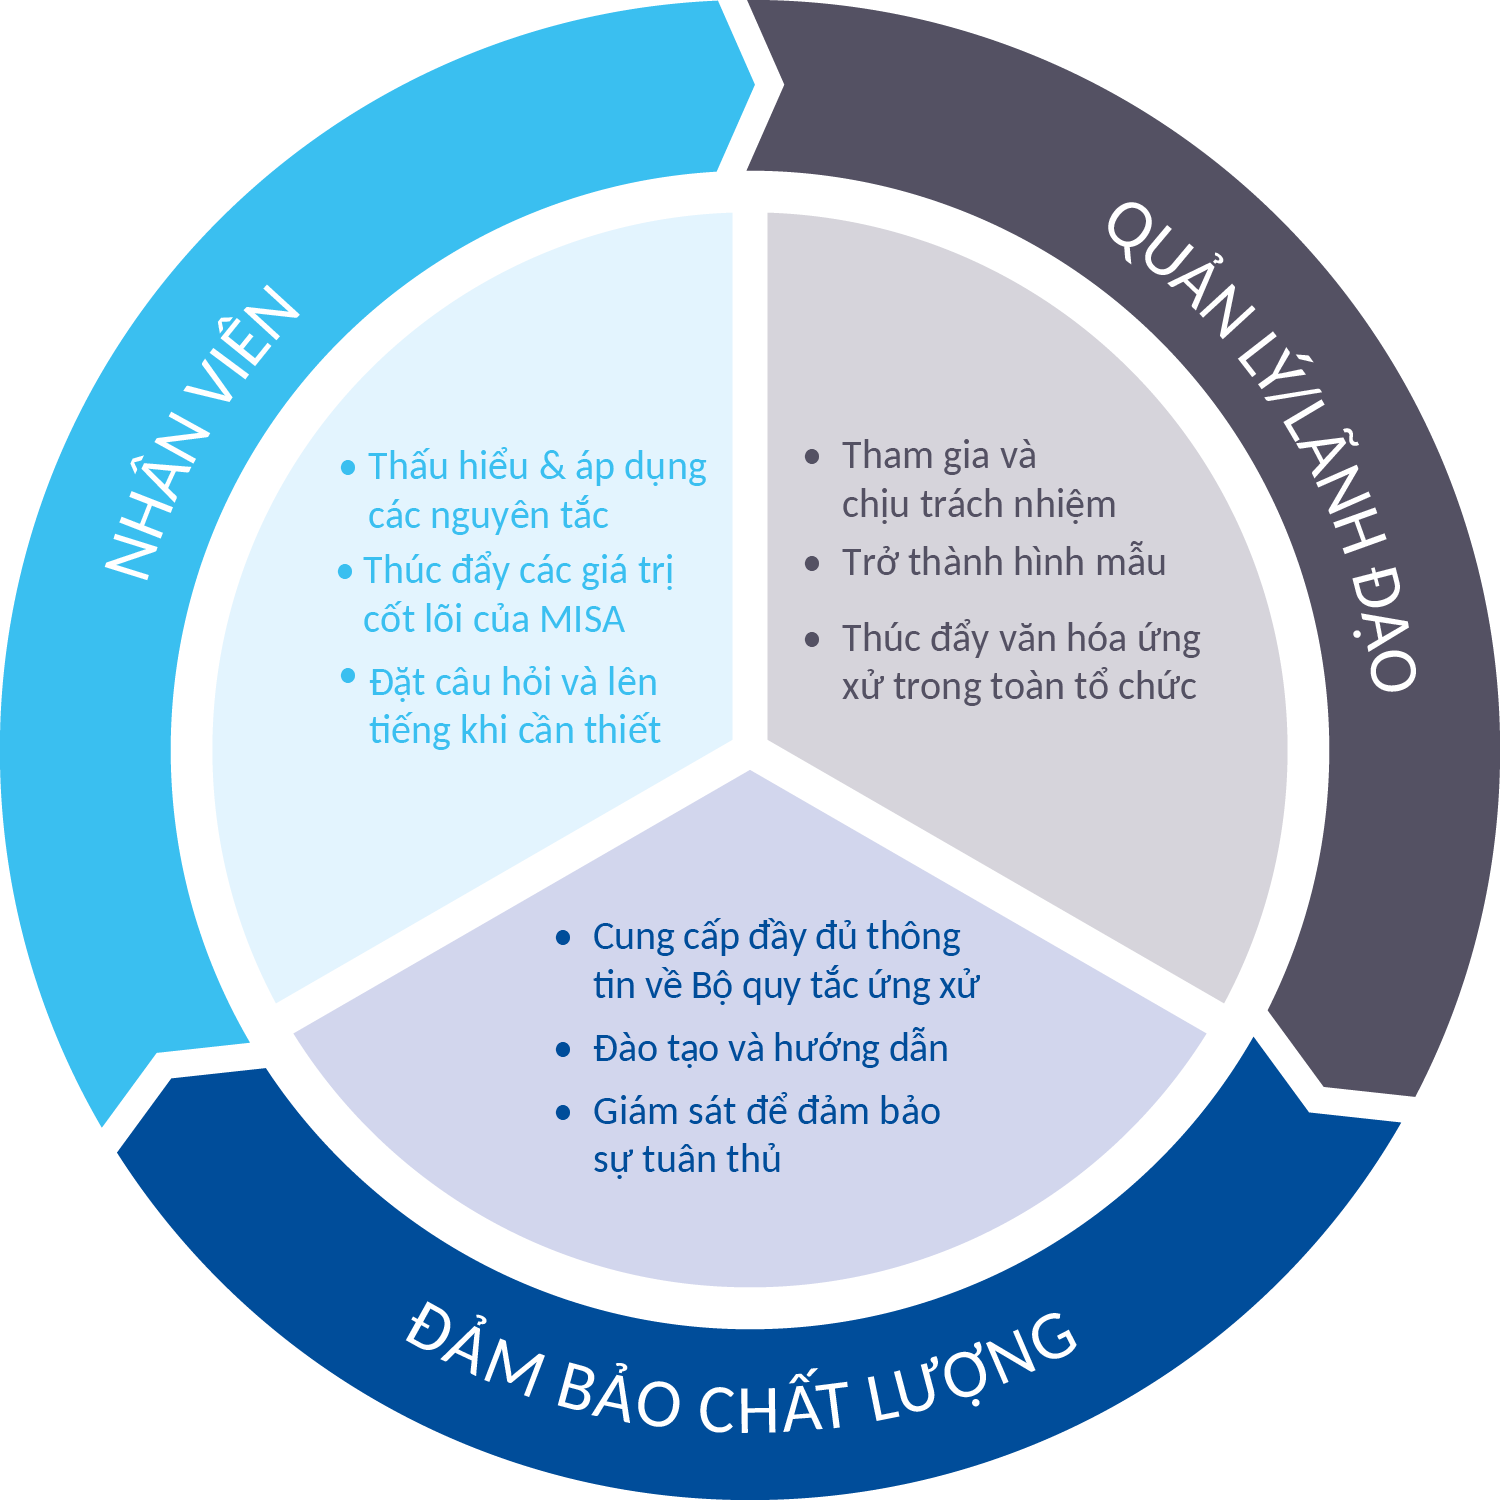 NHÂN VIÊN
• Thấu hiểu & áp dụng
các nguyên tắc
• Thúc đẩy các giá trị
cốt lõi của MISA
• Đặt câu hỏi và lên
tiếng khi cần thiết
QUẢN LÝ/LÃNH ĐẠO
• Tham gia và
chịu trách nhiệm
• Trở thành hình mẫu
• Thúc đẩy văn hóa ứng
xử trong toàn tổ chức
• Cung cấp đầy đủ thông
tin về Bộ quy tắc ứng xử
• Đào tạo và hướng dẫn
• Giám sát để đảm bảo
sự tuân thủ
ĐẢM BẢO CHẤT LƯỢNG